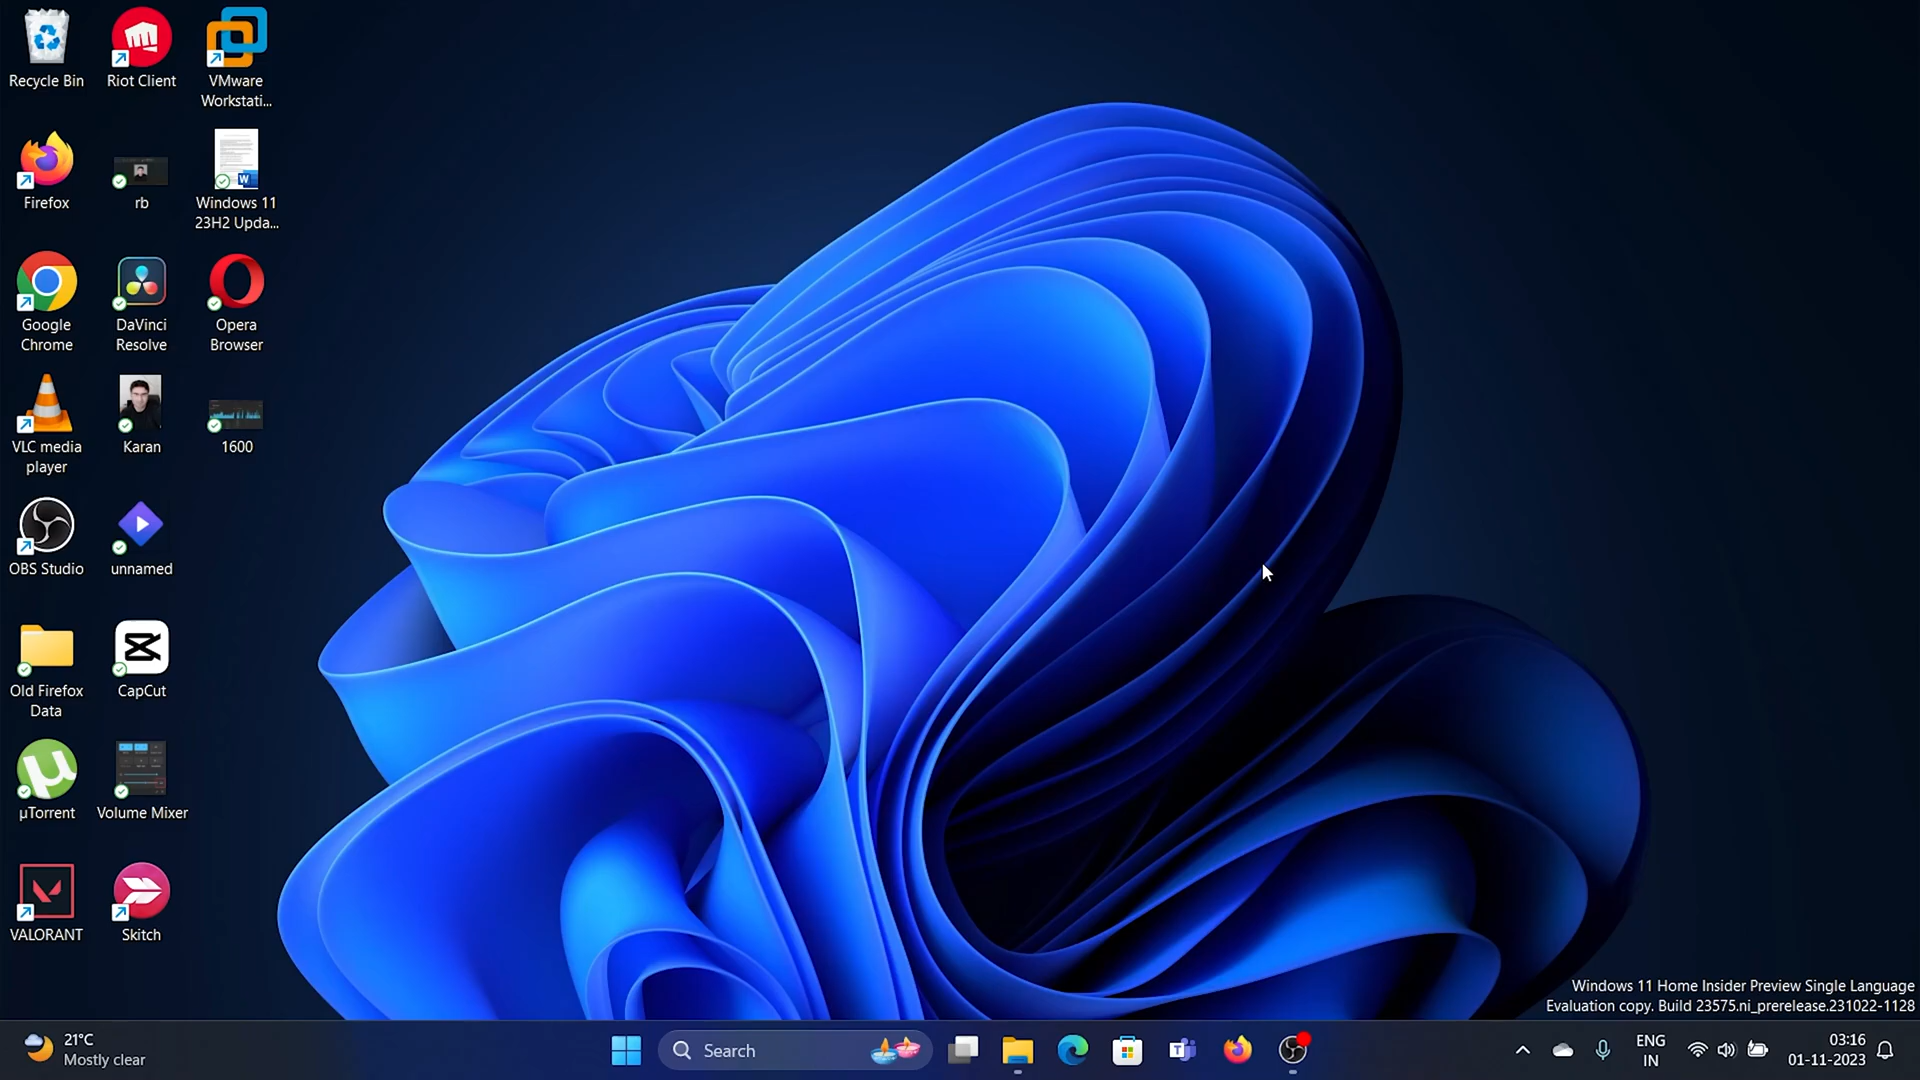 Recycle Bin
Riot Client
VMware
Workstati...
Firefox
rb
Windows 11
23H2 Upda...
Google
Chrome
DaVinci
Resolve
Opera
Browser
VLC media
player
Karan
1600
OBS Studio
unnamed
Old Firefox
Data
CapCut
µTorrent
Volume Mixer
VALORANT
Skitch
Windows 11 Home Insider Preview Single Language
Evaluation copy. Build 23575.ni_prerelease.231022-1128
21°C
Mostly clear
Search
ENG
IN
03:16
01-11-2023